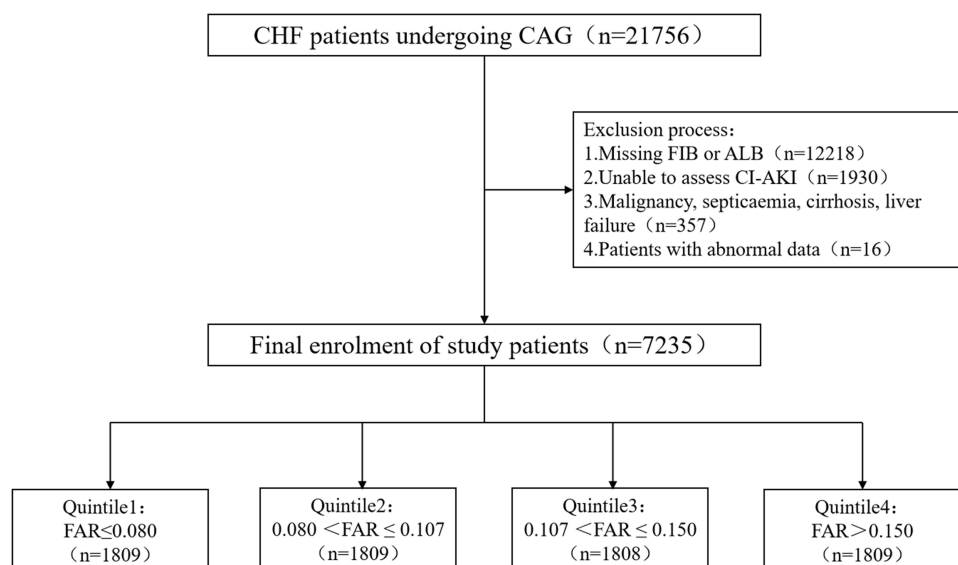 CHF patients undergoing CAG（n=21756）
Exclusion process：
1.Missing FIB or ALB（n=12218）
2.Unable to assess CI-AKI（n=1930）
3.Malignancy, septicaemia, cirrhosis, liver
failure（n=357）
4.Patients with abnormal data（n=16）
Final enrolment of study patients（n=7235）
Quintile1：
FAR≤0.080
（n=1809）
Quintile2：
0.080 ＜FAR ≤ 0.107
（n=1809）
Quintile3：
0.107 ＜FAR ≤ 0.150
（n=1808）
Quintile4：
FAR＞0.150
（n=1809）